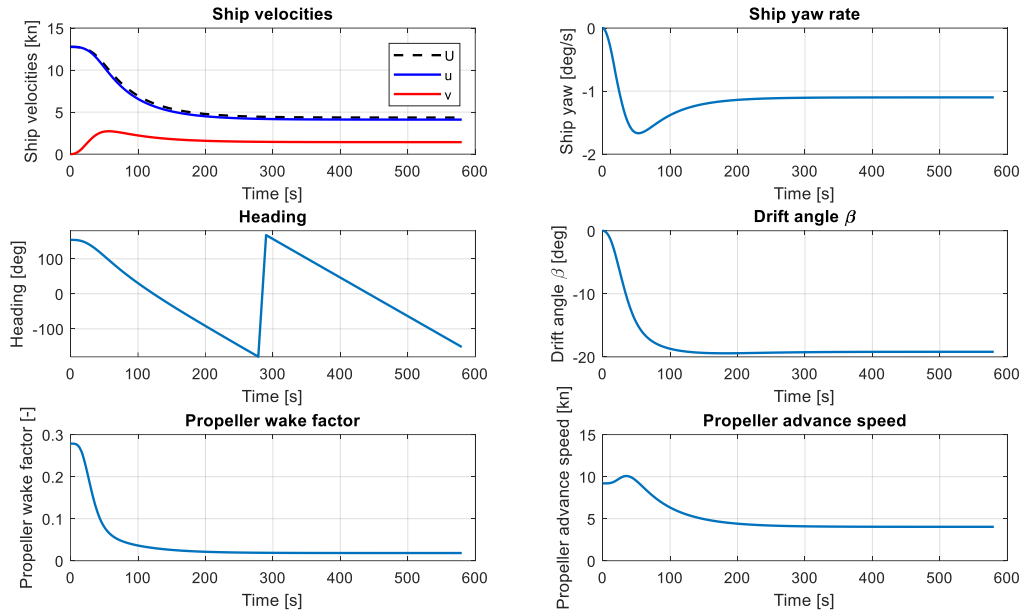 Ship velocities
Ship velocities [kn]
15
10
5
0
U
u
v
0 100 200 300 400 500 600
Time [s]
Ship yaw rate
Ship yaw [deg/s]
0
-1
-2
0 100 200 300 400 500 600
Time [s]
Heading
Heading [deg]
100
0
-100
0 100 200 300 400 500 600
Time [s]
Drift angle β
Drift angle β [deg]
0
-10
-20
0 100 200 300 400 500 600
Time [s]
Propeller wake factor
Propeller wake factor [-]
0.3
0.2
0.1
0
0 100 200 300 400 500 600
Time [s]
Propeller advance speed
Propeller advance speed [kn]
15
10
5
0
0 100 200 300 400 500 600
Time [s]